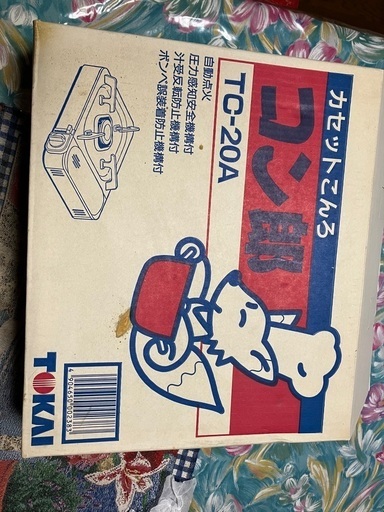 カセットこんろ
コン郎
TC-20A
自動点火
圧力感知安全機構付
汁受反転防止機構付
ボンベ誤装着防止機構付
TOKAI